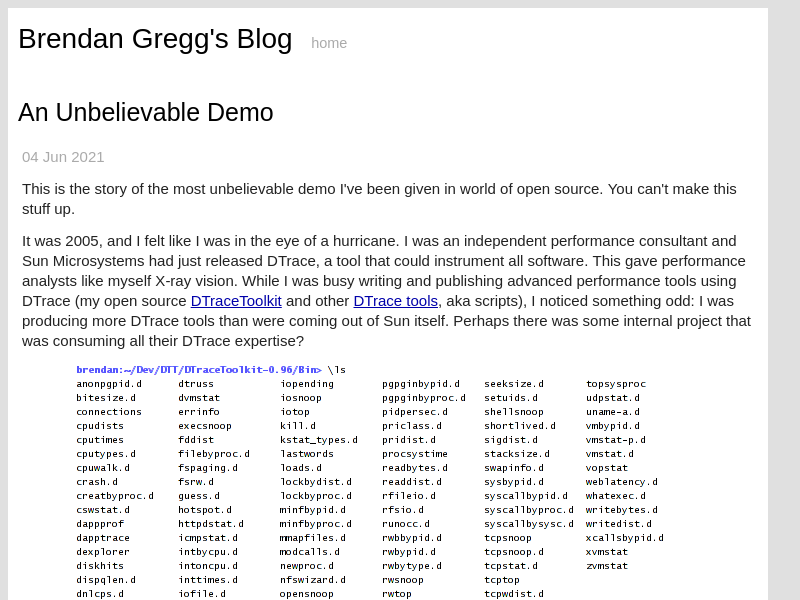 Brendan Gregg's Blog home
An Unbelievable Demo
04 Jun 2021
This is the story of the most unbelievable demo I've been given in world of open source. You can't make this
stuff up.
It was 2005, and I felt like I was in the eye of a hurricane. I was an independent performance consultant and
Sun Microsystems had just released DTrace, a tool that could instrument all software. This gave performance
analysts like myself X-ray vision. While I was busy writing and publishing advanced performance tools using
DTrace (my open source DTraceToolkit and other DTrace tools, aka scripts), I noticed something odd: I was
producing more DTrace tools than were coming out of Sun itself. Perhaps there was some internal project that
was consuming all their DTrace expertise?
brendan:~/Dev/DTT/DTraceToolkit-0.96/Bin> \ls
anonpgpid.d dtruss iopending pgpginbypid.d seeksize.d topsysproc
bitesize.d dvmstat iosnoop pgpginbyproc.d setuids.d udpstat.d
connections errinfo iotop pidpersec.d shellsnoop uname-a.d
cpudists execsnoop kill.d priclass.d shortlived.d vmbypid.d
cputimes fddist kstat_types.d pridist.d sigdist.d vmstat-p.d
cputypes.d filebyproc.d lastwords procsystime stacksize.d vmstat.d
cpuwalk.d fspaging.d loads.d readbytes.d swapinfo.d vopstat
crash.d fsrw.d lockbydist.d readdist.d sysbypid.d weblatency.d
creatbyproc.d guess.d lockbyproc.d rfileio.d syscallbypid.d whatexec.d
cswstat.d hotspot.d minfbypid.d rfsio.d syscallbyproc.d writebytes.d
dappprof httpdstat.d minfbyproc.d runocc.d syscallbysysc.d writedist.d
dapptrace icmpstat.d mmapfiles.d rwbbypid.d tcpsnoop xcallsbypid.d
dexplorer intbycpu.d modcalls.d rwbypid.d tcpsnoop.d xvmstat
diskhits intoncpu.d newproc.d rwbytype.d tcpstat.d zvmstat
dispqlen.d inttimes.d nfswizard.d rwsnoop tcptop
dnlcps.d iofile.d opensnoop rwtop tcpwdist.d